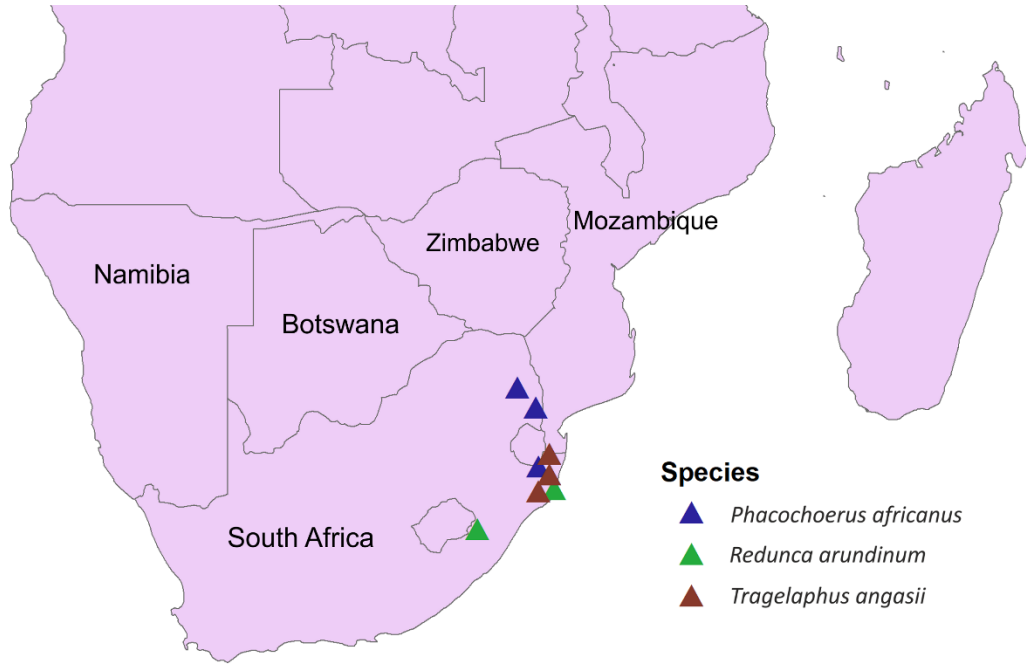 Mozambique
Zimbabwe
Namibia
Botswana
South Africa
Species
Phacochoerus africanus
Redunca arundinum
Tragelaphus angasii